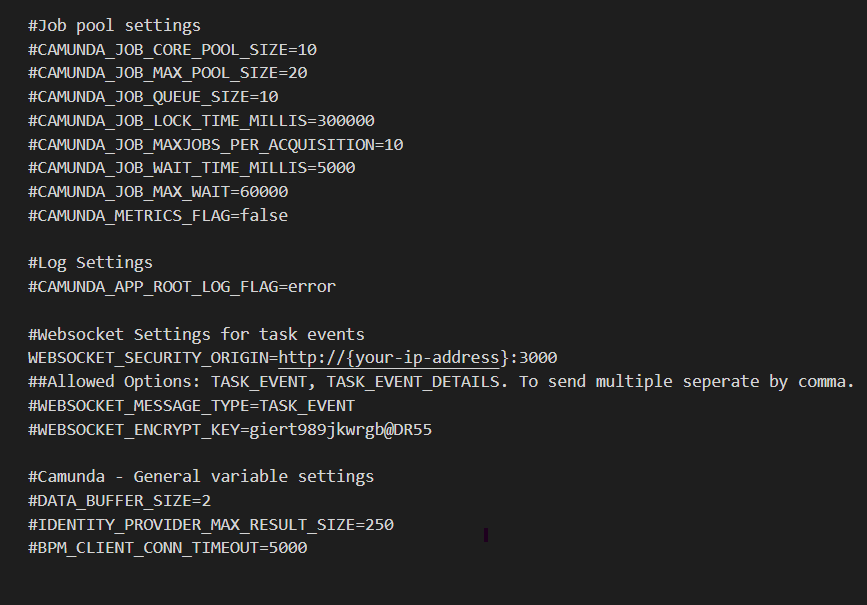 #Job pool settings
#CAMUNDA_JOB_CORE_POOL_SIZE=10
#CAMUNDA_JOB_MAX_POOL_SIZE=20
#CAMUNDA_JOB_QUEUE_SIZE=10
#CAMUNDA_JOB_LOCK_TIME_MILLIS=300000
#CAMUNDA_JOB_MAXJOBS_PER_ACQUISITION=10
#CAMUNDA_JOB_WAIT_TIME_MILLIS=5000
#CAMUNDA_JOB_MAX_WAIT=60000
#CAMUNDA_METRICS_FLAG=false
#Log Settings
#CAMUNDA_APP_ROOT_LOG_FLAG=error
#Websocket Settings for task events
WEBSOCKET_SECURITY_ORIGIN=http://{your-ip-address}:3000
##Allowed Options: TASK_EVENT, TASK_EVENT_DETAILS. To send multiple seperate by comma.
#WEBSOCKET_MESSAGE_TYPE=TASK_EVENT
#WEBSOCKET_ENCRYPT_KEY=giert989jkwrgb@DR55
#Camunda - General variable settings
#DATA_BUFFER_SIZE=2
#IDENTITY_PROVIDER_MAX_RESULT_SIZE=250
#BPM_CLIENT_CONN_TIMEOUT=5000